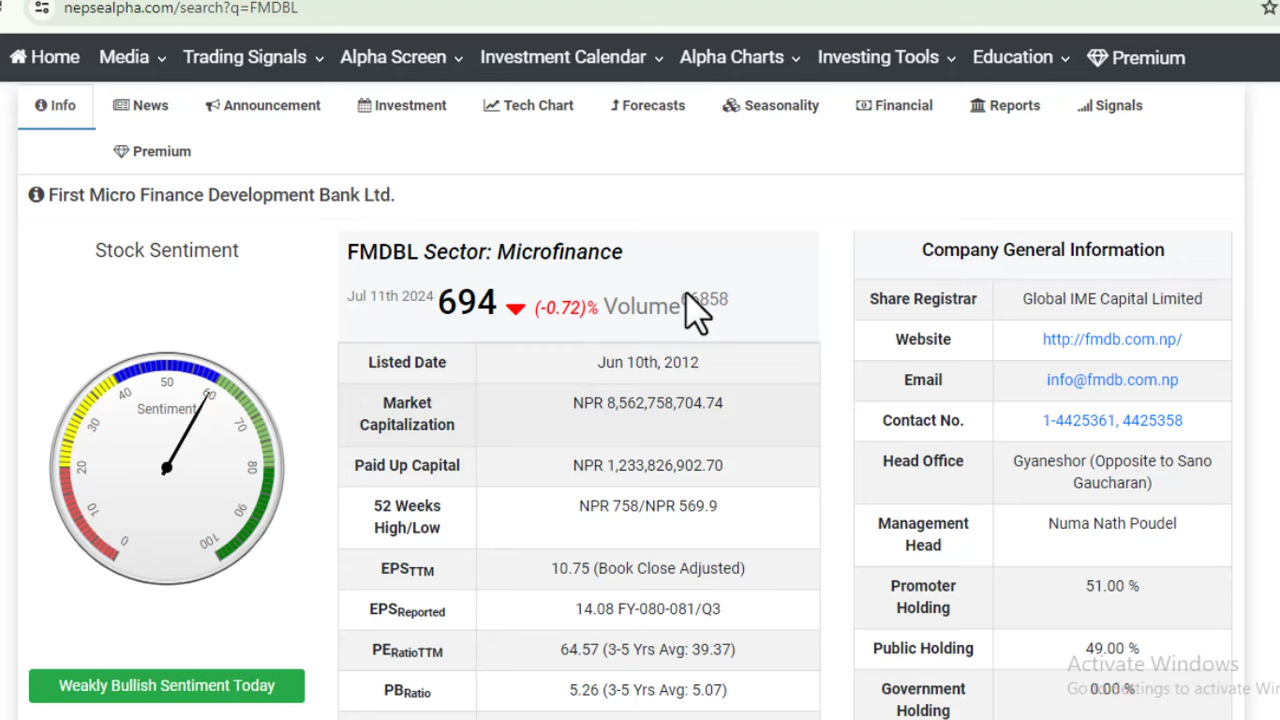 nepsealpha.com/search?q=FMDBL
Home Media Trading Signals Alpha Screen Investment Calendar Alpha Charts Investing Tools Education Premium
Info News Announcement Investment Tech Chart Forecasts Seasonality Financial Reports Signals
Premium
First Micro Finance Development Bank Ltd.
Stock Sentiment
0 10 20 30 40 50 60 70 80 90 100
Sentiment
Weakly Bullish Sentiment Today
FMDBL Sector: Microfinance
Jul 11th 2024 694 (-0.72)% Volume
Listed Date Jun 10th, 2012
Market Capitalization NPR 8,562,758,704.74
Paid Up Capital NPR 1,233,826,902.70
52 Weeks High/Low NPR 758/NPR 569.9
EPSTTM 10.75 (Book Close Adjusted)
EPSReported 14.08 FY-080-081/Q3
PERatioTTM 64.57 (3-5 Yrs Avg: 39.37)
PBRatio 5.26 (3-5 Yrs Avg: 5.07)
Company General Information
Share Registrar Global IME Capital Limited
Website http://fmdb.com.np/
Email info@fmdb.com.np
Contact No. 1-4425361, 4425358
Head Office Gyaneshor (Opposite to Sano Gaucharan)
Management Head Numa Nath Poudel
Promoter Holding 51.00 %
Public Holding 49.00 %
Government Holding 0.00 %
Activate Windows
Go to Settings to activate Win